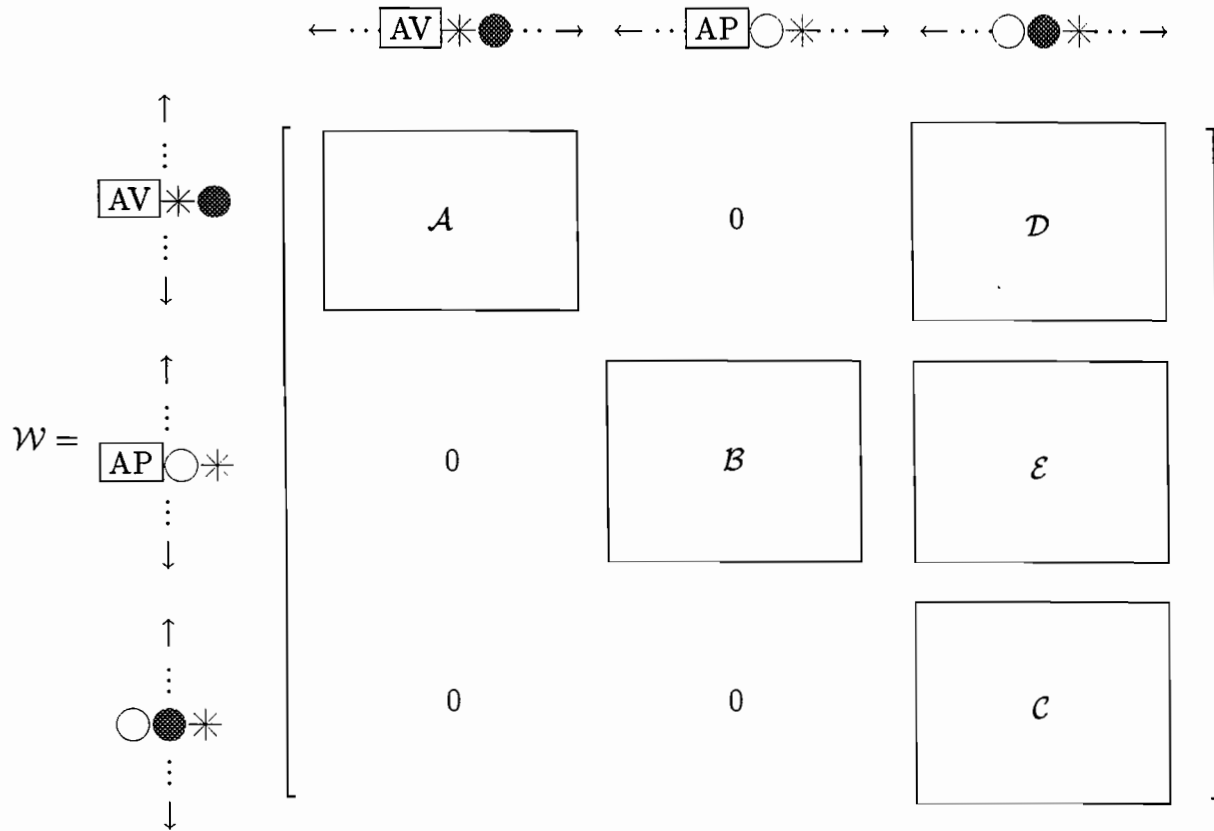 ← ··· AV * ● ··· → ← ··· AP ○ * ··· → ← ··· ○ ● * ··· →
↑
⋮
AV * ●
⋮
↓
𝒜 0 𝒟
↑
⋮
𝒲 = AP ○ *
⋮
↓
0 ℬ ℰ
↑
⋮
○ ● *
⋮
↓
0 0 𝒞